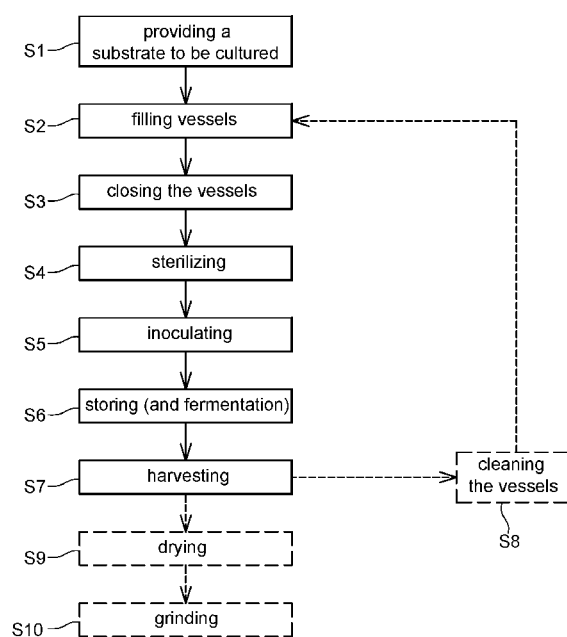 S1
providing a
substrate to be cultured
S2
filling vessels
S3
closing the vessels
S4
sterilizing
S5
inoculating
S6
storing (and fermentation)
S7
harvesting
cleaning
the vessels
S8
S9
drying
S10
grinding